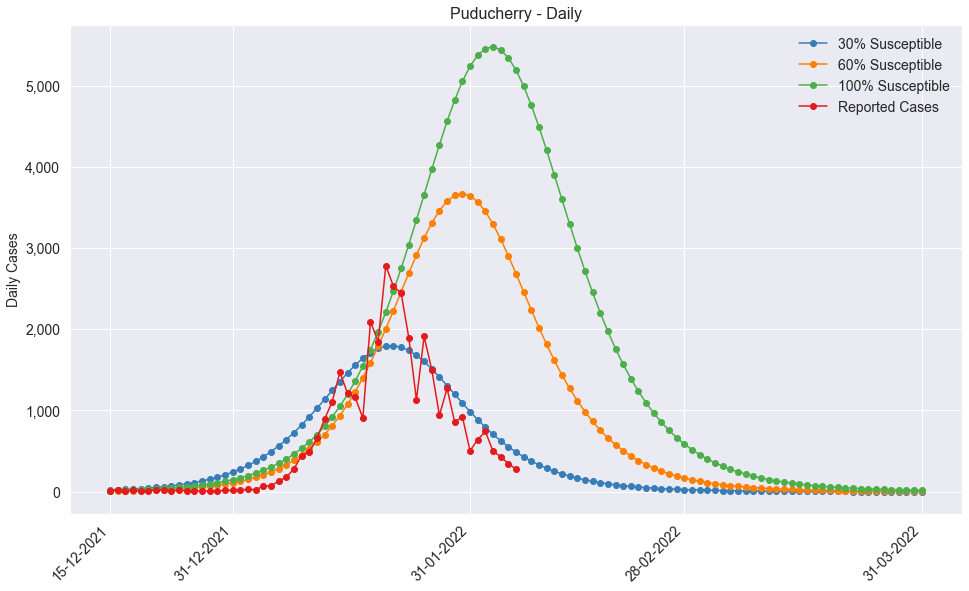 Puducherry - Daily
30% Susceptible
60% Susceptible
100% Susceptible
Reported Cases
Daily Cases
5,000
4,000
3,000
2,000
1,000
0
15-12-2021
31-12-2021
31-01-2022
28-02-2022
31-03-2022